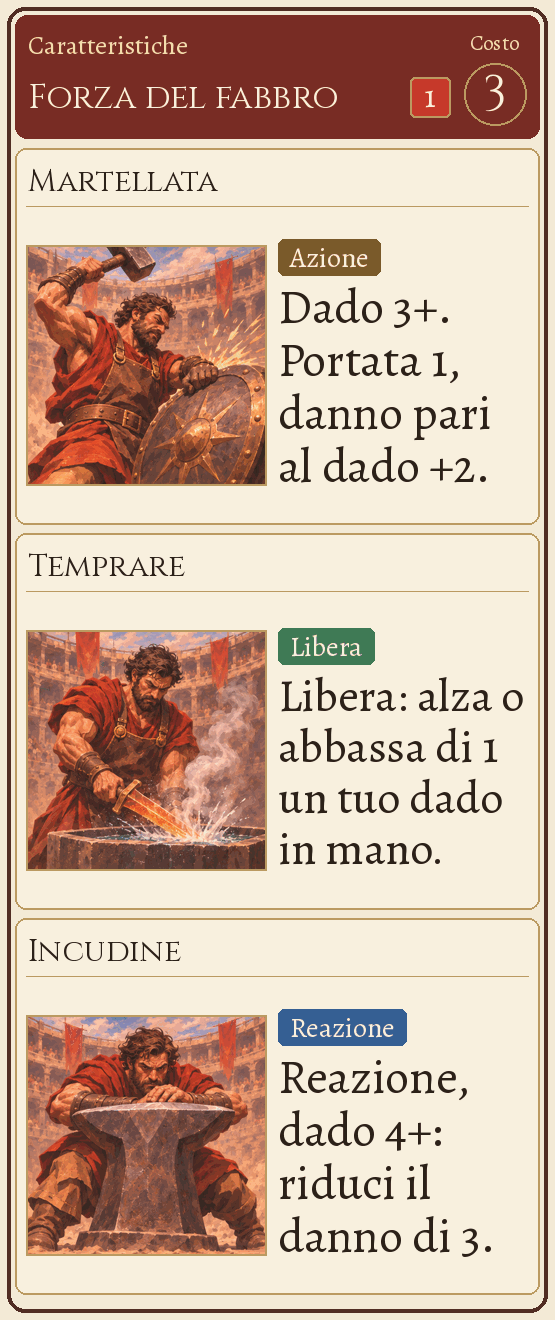 Caratteristiche
Costo
Forza del fabbro
1
3
Martellata
Azione
Dado 3+.
Portata 1,
danno pari
al dado +2.
Temprare
Libera
Libera: alza o
abbassa di 1
un tuo dado
in mano.
Incudine
Reazione
Reazione,
dado 4+:
riduci il
danno di 3.